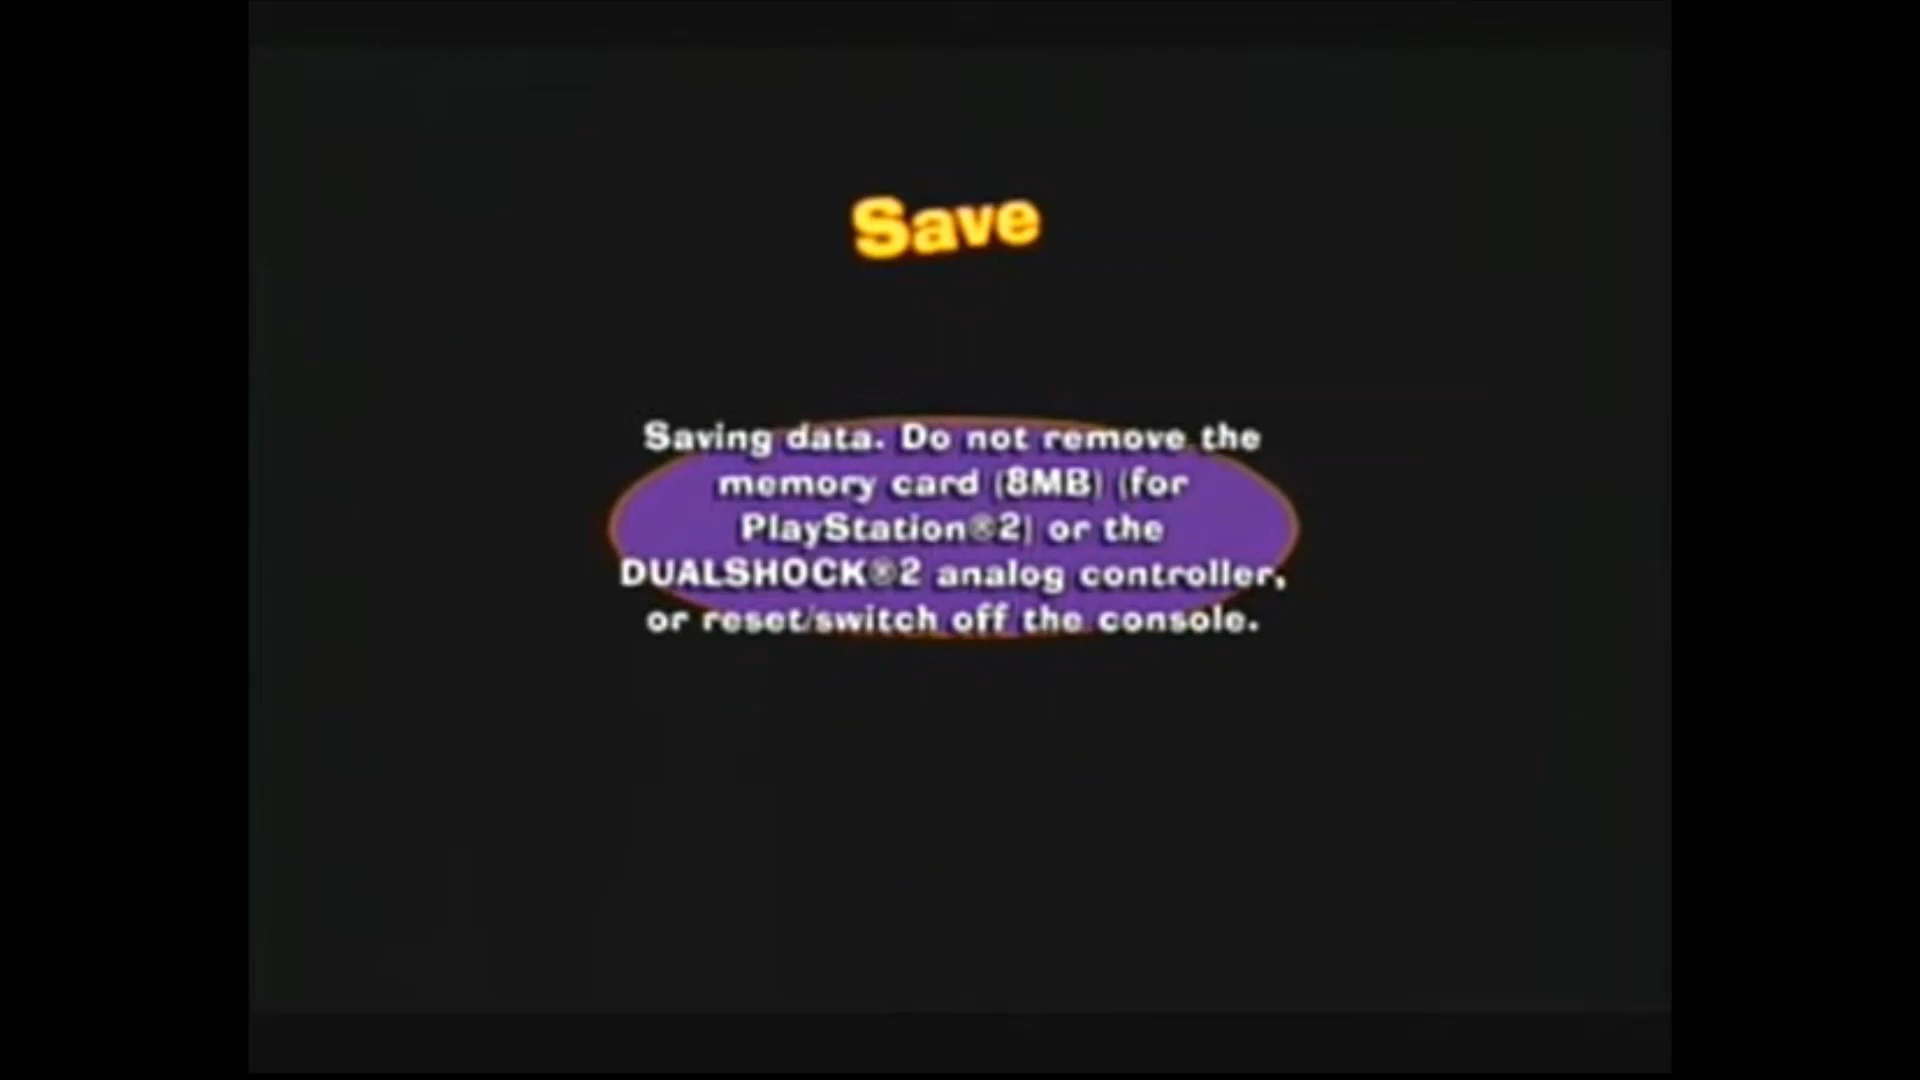 Save
Saving data. Do not remove the
memory card (8MB) (for
PlayStation®2) or the
DUALSHOCK®2 analog controller,
or reset/switch off the console.